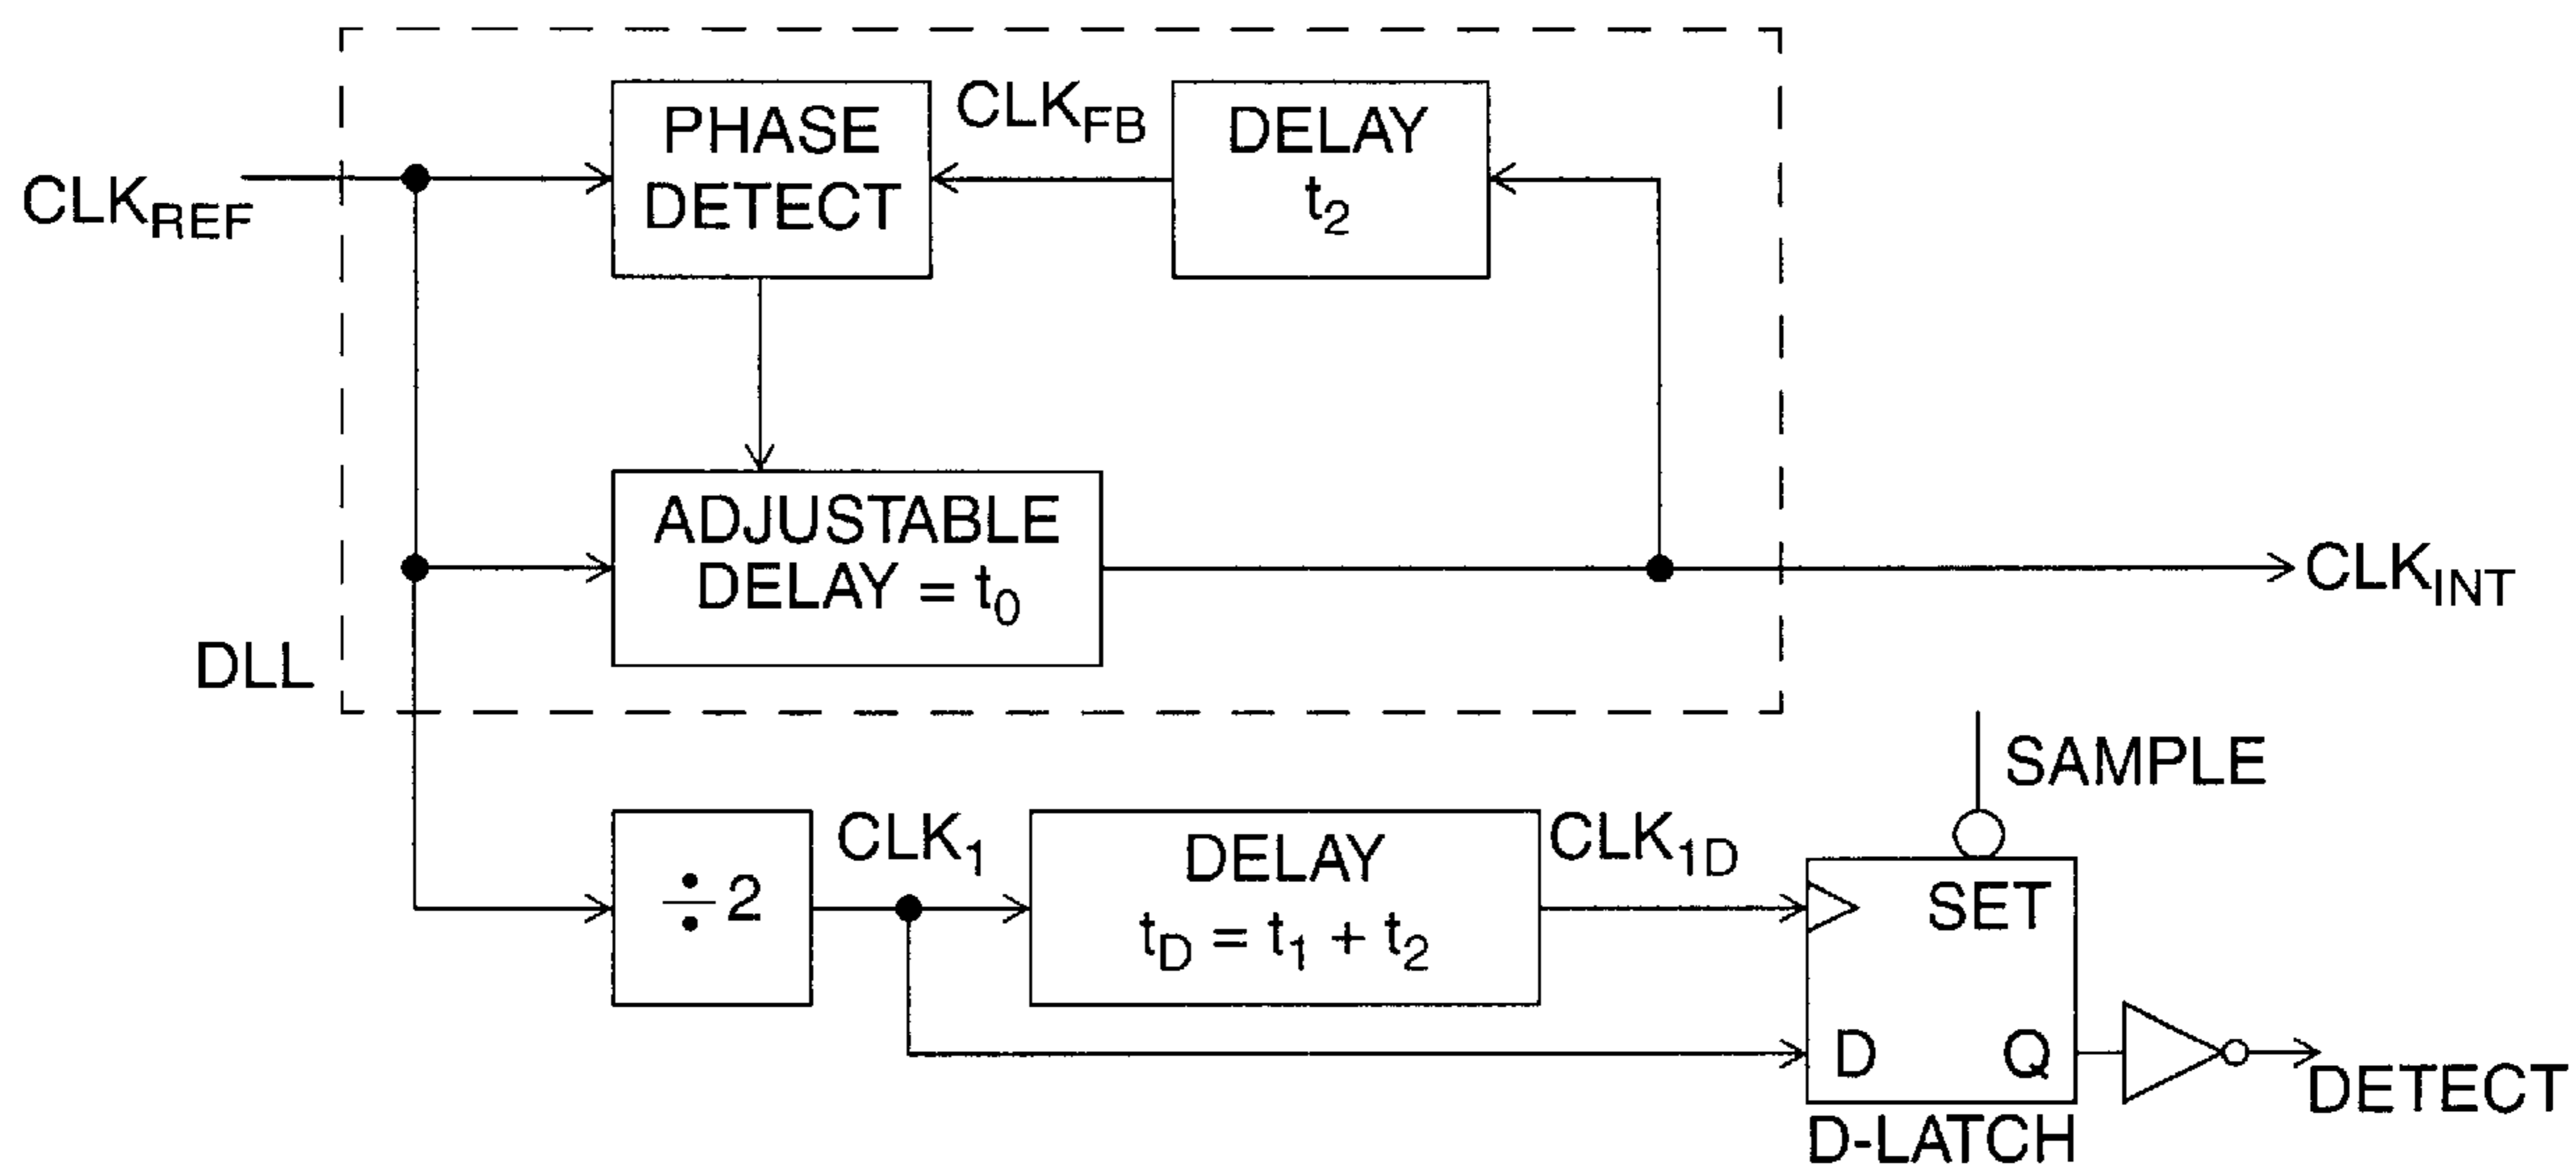 CLKREF
PHASE
DETECT
CLKFB
DELAY
t2
ADJUSTABLE
DELAY = t0
CLKINT
DLL
÷2
CLK1
DELAY
tD = t1 + t2
CLK1D
SAMPLE
SET
D
Q
D-LATCH
DETECT